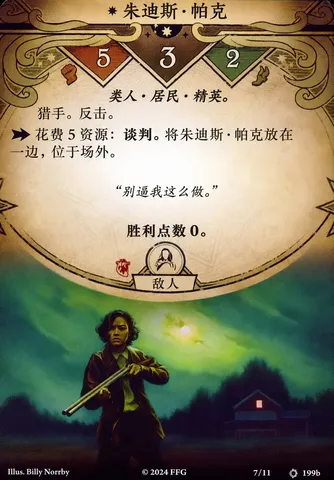 朱迪斯·帕克
5 3 2
类人·居民·精英。
猎手。反击。
花费 5 资源：谈判。将朱迪斯·帕克放在
一边，位于场外。
“别逼我这么做。”
胜利点数 0。
敌人
Illus. Billy Norrby © 2024 FFG 7/11 199b